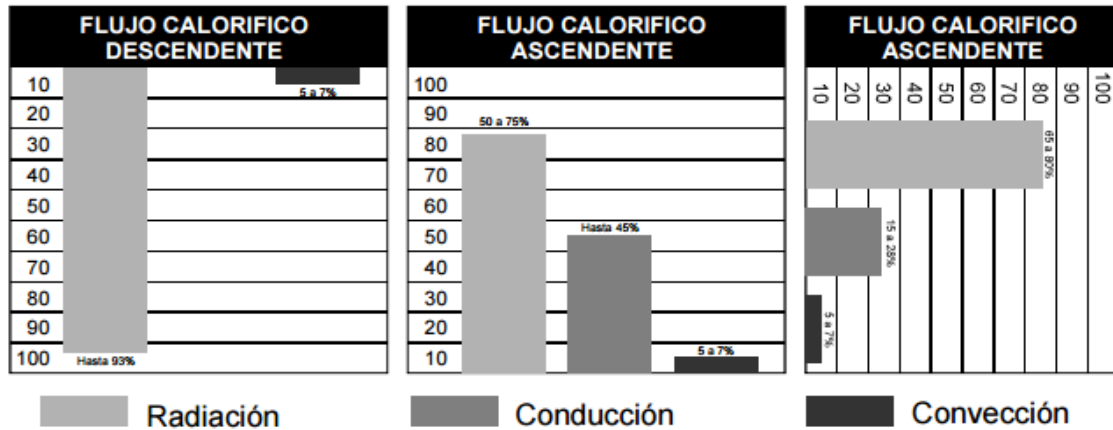 FLUJO CALORIFICO
DESCENDENTE
10
20
30
40
50
60
70
80
90
100
5 a 7%
Hasta 93%
FLUJO CALORIFICO
ASCENDENTE
100
90
80
70
60
50
40
30
20
10
50 a 75%
Hasta 45%
5 a 7%
FLUJO CALORIFICO
ASCENDENTE
10
20
30
40
50
60
70
80
90
100
65 a 80%
15 a 28%
5 a 7%
Radiación
Conducción
Convección